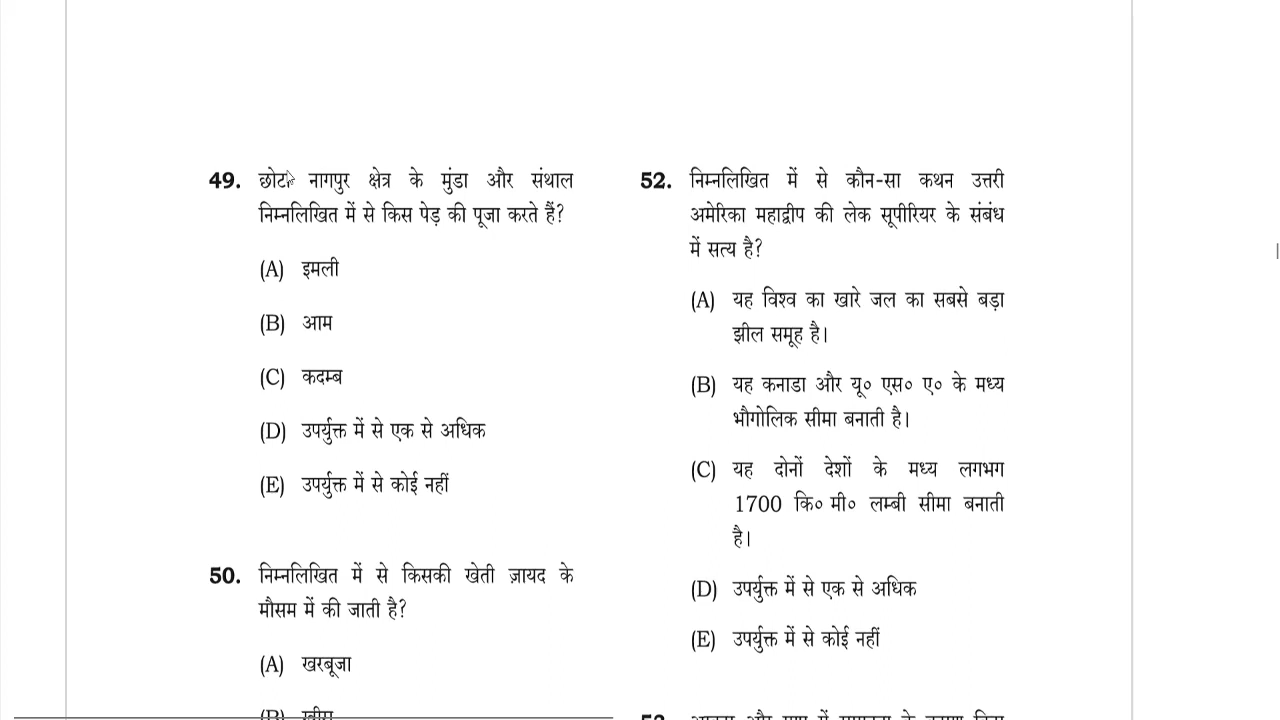 49. छोटा नागपुर क्षेत्र के मुंडा और संथाल
निम्नलिखित में से किस पेड़ की पूजा करते हैं?
(A) इमली
(B) आम
(C) कदम्ब
(D) उपर्युक्त में से एक से अधिक
(E) उपर्युक्त में से कोई नहीं
50. निम्नलिखित में से किसकी खेती ज़ायद के
मौसम में की जाती है?
(A) खरबूजा
52. निम्नलिखित में से कौन-सा कथन उत्तरी
अमेरिका महाद्वीप की लेक सूपीरियर के संबंध
में सत्य है?
(A) यह विश्व का खारे जल का सबसे बड़ा
झील समूह है।
(B) यह कनाडा और यू० एस० ए० के मध्य
भौगोलिक सीमा बनाती है।
(C) यह दोनों देशों के मध्य लगभग
1700 कि० मी० लम्बी सीमा बनाती
है।
(D) उपर्युक्त में से एक से अधिक
(E) उपर्युक्त में से कोई नहीं